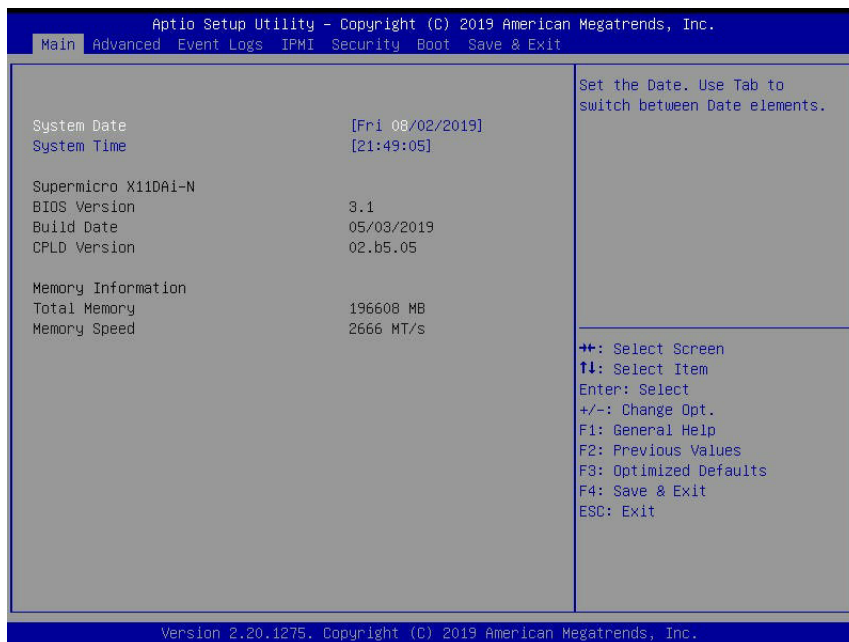 Aptio Setup Utility – Copyright (C) 2019 American Megatrends, Inc.
Main Advanced Event Logs IPMI Security Boot Save & Exit
System Date [Fri 08/02/2019]
System Time [21:49:05]
Supermicro X11DAi-N
BIOS Version 3.1
Build Date 05/03/2019
CPLD Version 02.b5.05
Memory Information
Total Memory 196608 MB
Memory Speed 2666 MT/s
Set the Date. Use Tab to
switch between Date elements.
→←: Select Screen
↑↓: Select Item
Enter: Select
+/-: Change Opt.
F1: General Help
F2: Previous Values
F3: Optimized Defaults
F4: Save & Exit
ESC: Exit
Version 2.20.1275. Copyright (C) 2019 American Megatrends, Inc.